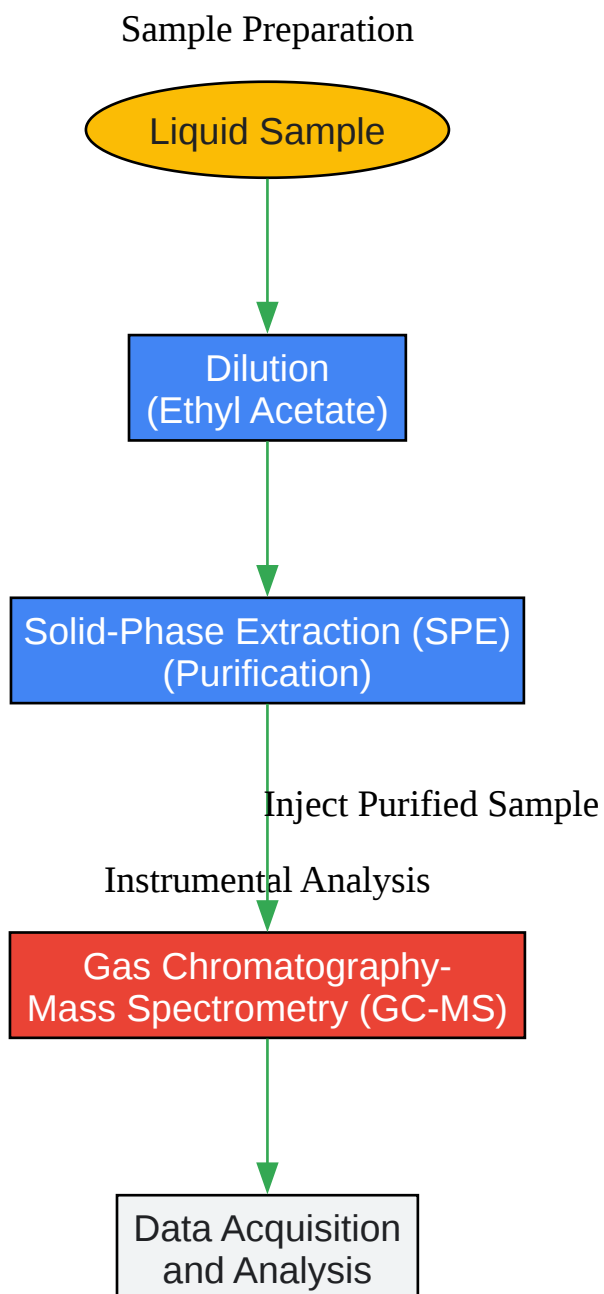 Sample Preparation
Liquid Sample
Dilution
(Ethyl Acetate)
Solid-Phase Extraction (SPE)
(Purification)
Inject Purified Sample
Instrumental Analysis
Gas Chromatography-
Mass Spectrometry (GC-MS)
Data Acquisition
and Analysis